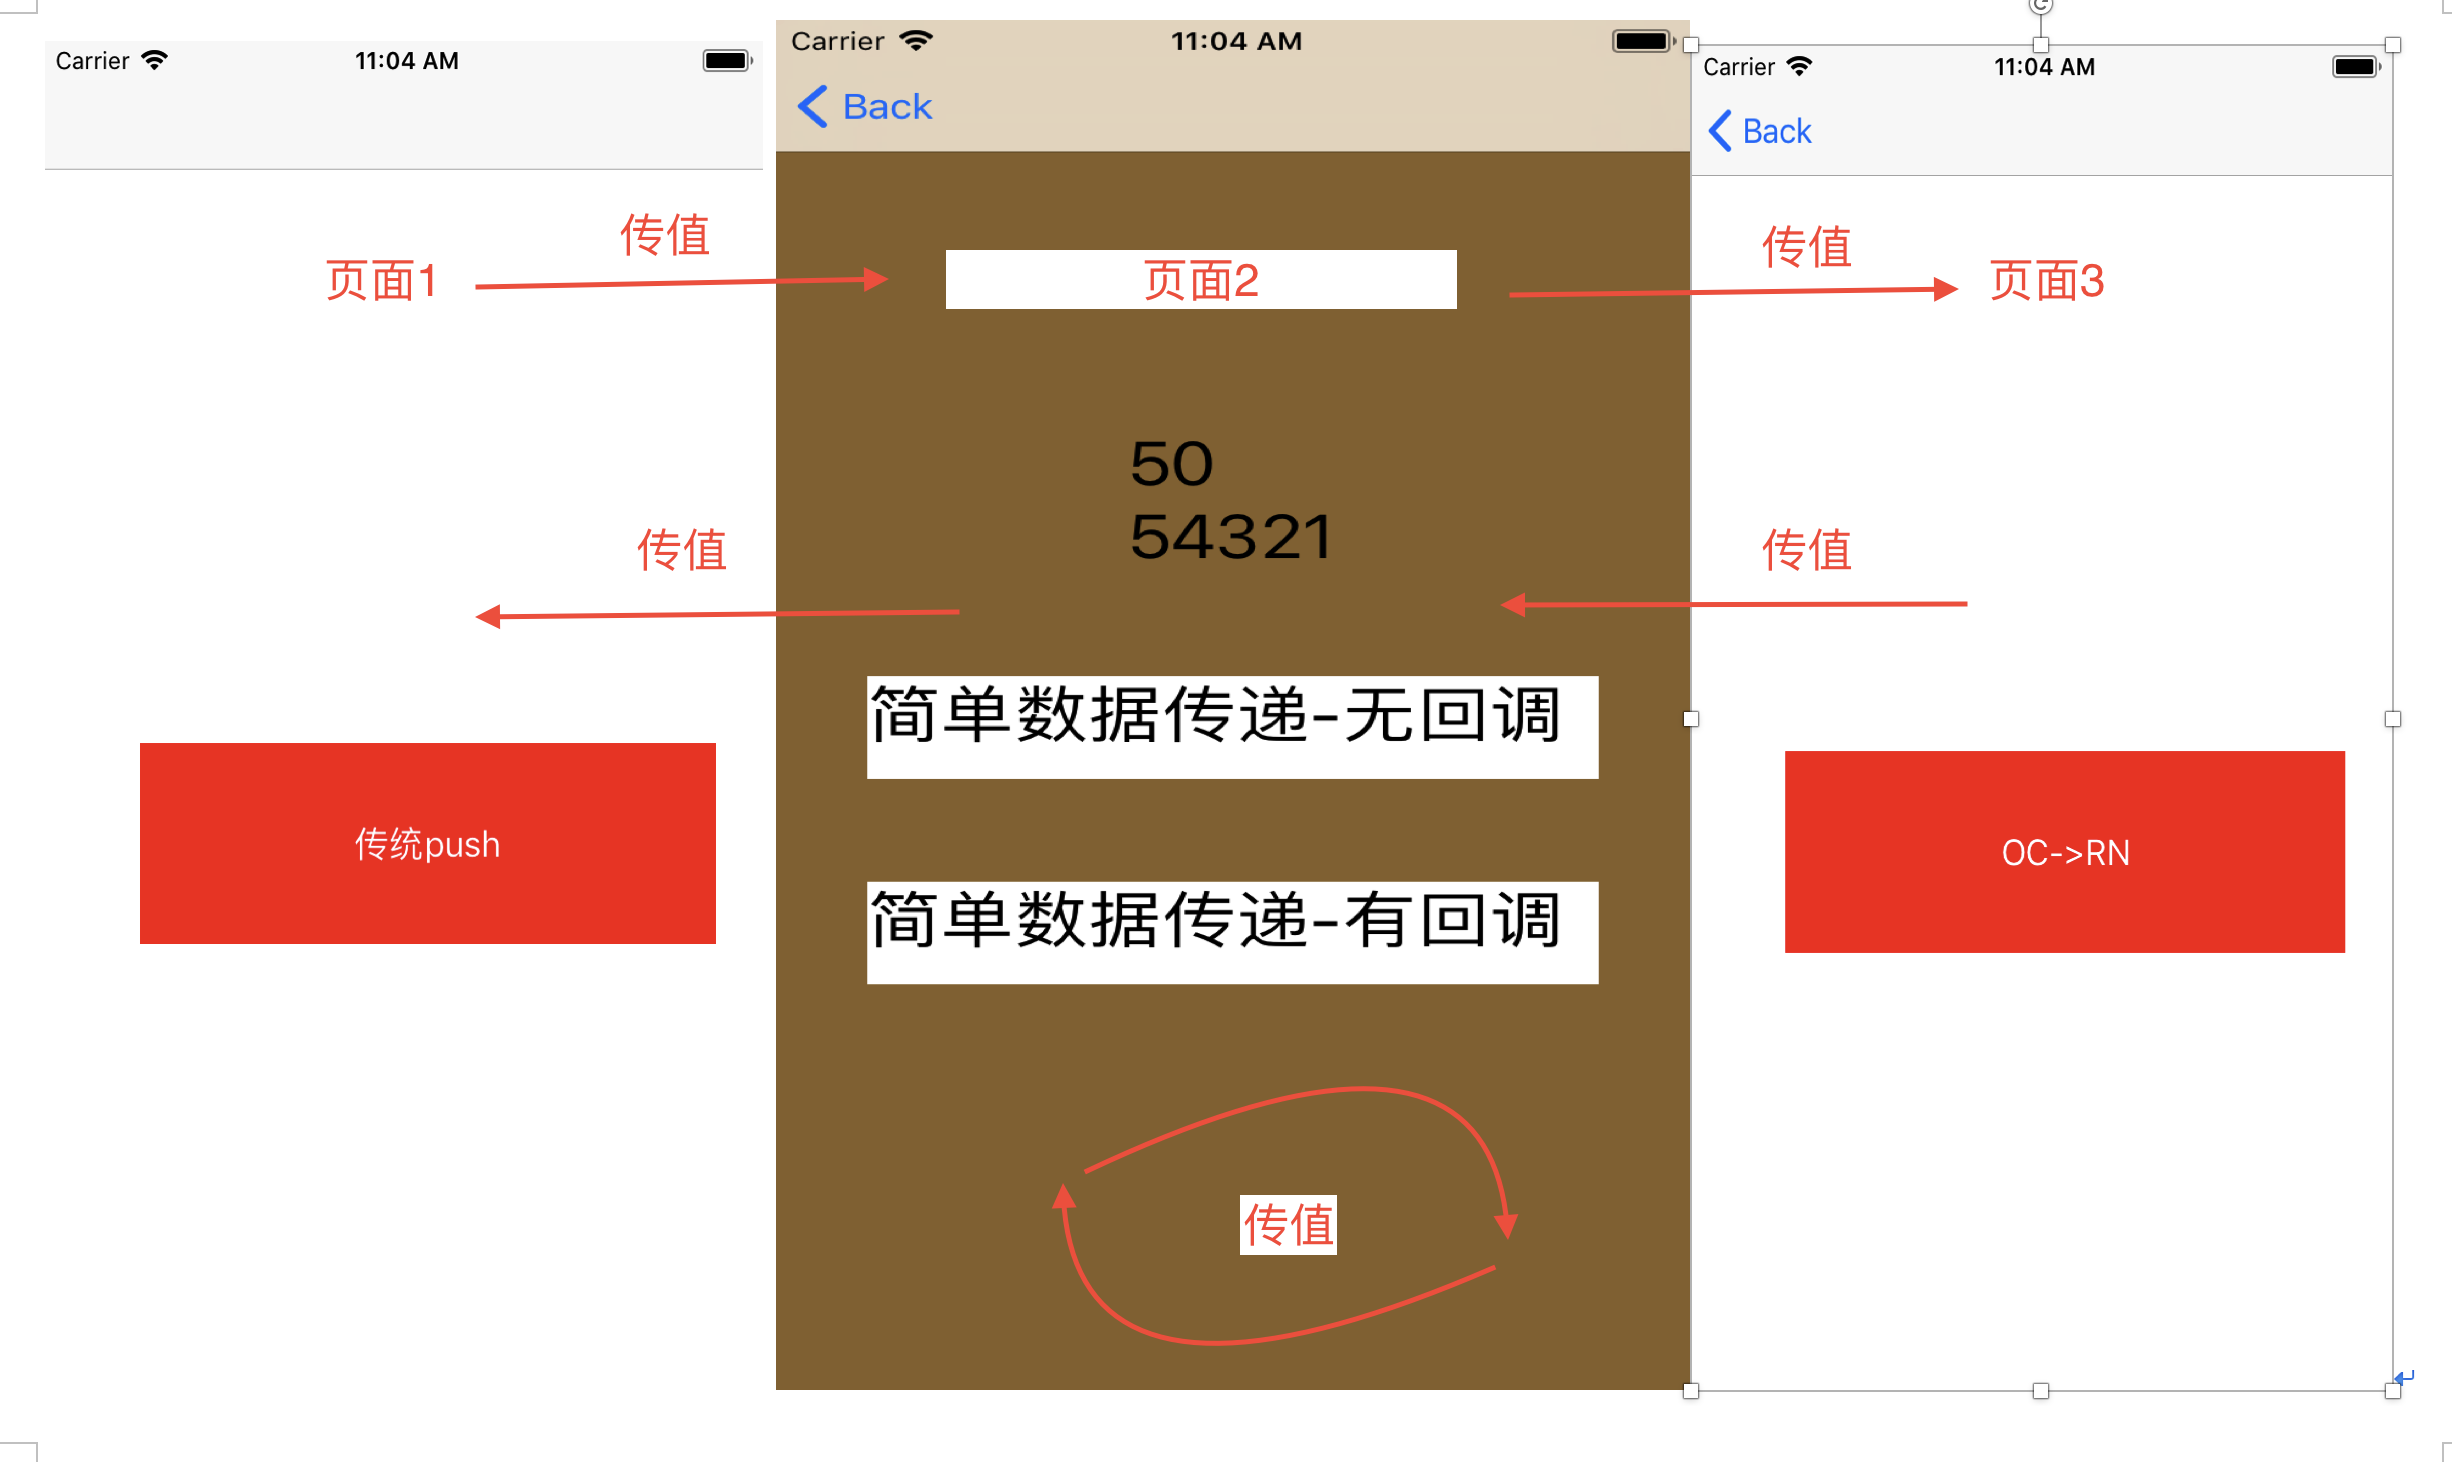 Carrier 11:04 AM
页面1
传值
传值
传统push
Carrier 11:04 AM
Back
页面2
50
54321
简单数据传递-无回调
简单数据传递-有回调
传值
Carrier 11:04 AM
Back
传值
页面3
传值
OC->RN